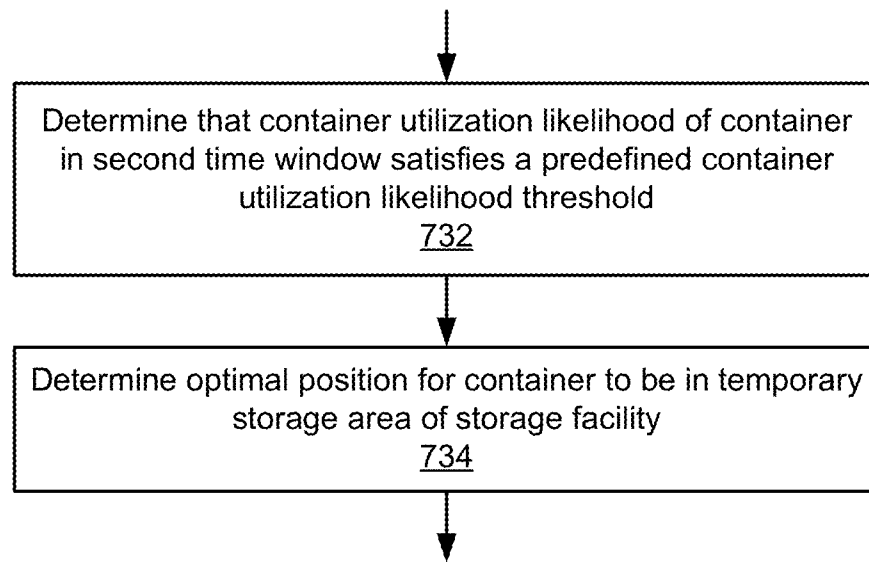 Determine that container utilization likelihood of container
in second time window satisfies a predefined container
utilization likelihood threshold
732
Determine optimal position for container to be in temporary
storage area of storage facility
734